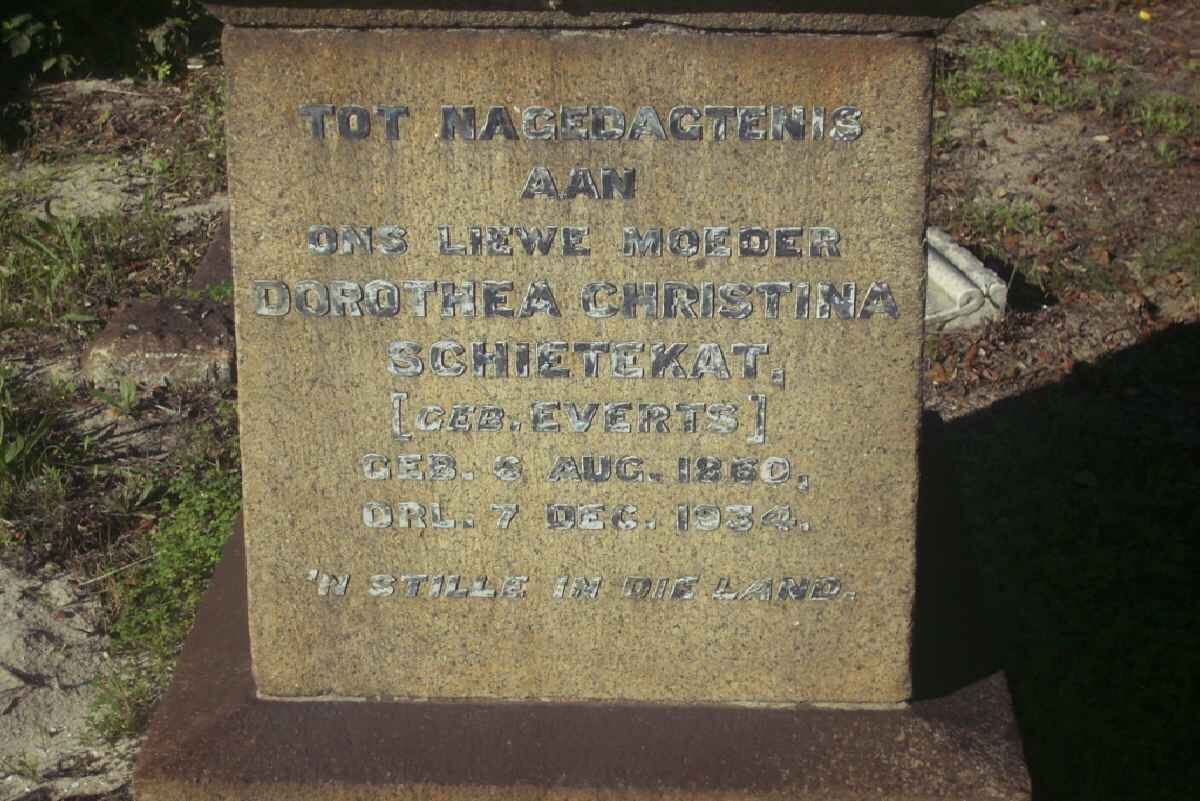 TOT NAGEDAGTENIS
AAN
ONS LIEWE MOEDER
DOROTHEA CHRISTINA
SCHIETEKAT,
[GEB. EVERTS]
GEB. 6 AUG. 1860,
ORL. 7 DEC. 1934.
'N STILLE IN DIE LAND.